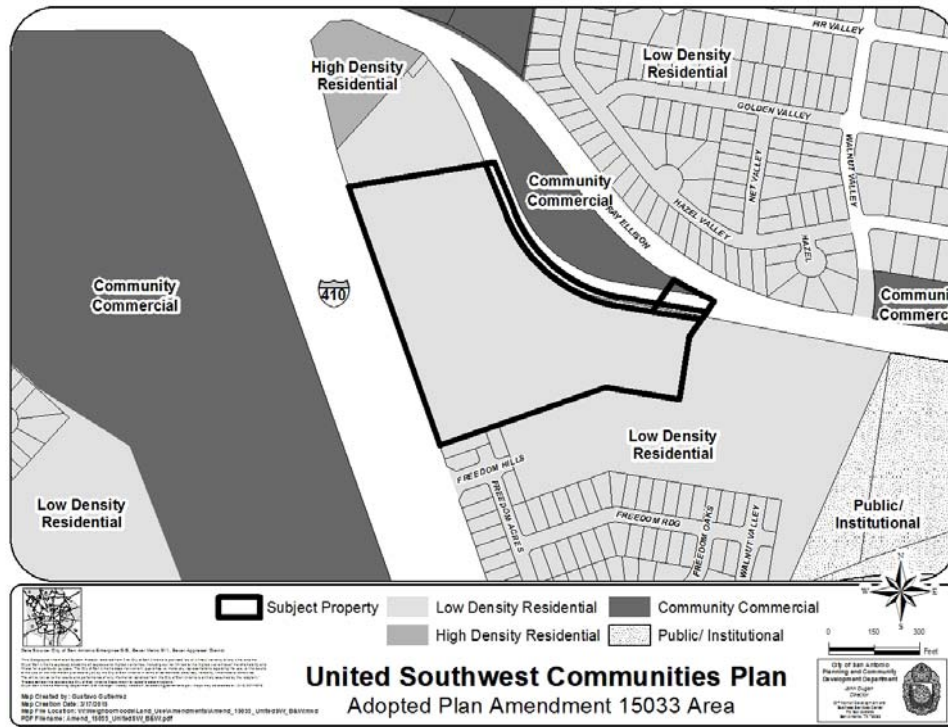 FIR VALLEY
Low Density
Residential
High Density
Residential
GOLDEN VALLEY
WALNUT VALLEY
NET VALLEY
Community
Commercial
RAY ELLISON
HAZEL VALLEY
HAZEL
Community
Commercial
410
Communi
Commerc
Low Density
Residential
FREEDOM HILLS
FREEDOM ACRES
FREEDOM RDG
FREEDOM OAKS
WALNUT VALLEY
Low Density
Residential
Public/
Institutional
N
W E
S
Subject Property
Low Density Residential
Community Commercial
High Density Residential
Public/ Institutional
0 150 300
Feet
United Southwest Communities Plan
Adopted Plan Amendment 15033 Area
Map Created by: Gustavo Gutierrez
City of San Antonio
Planning and Community
Development Department